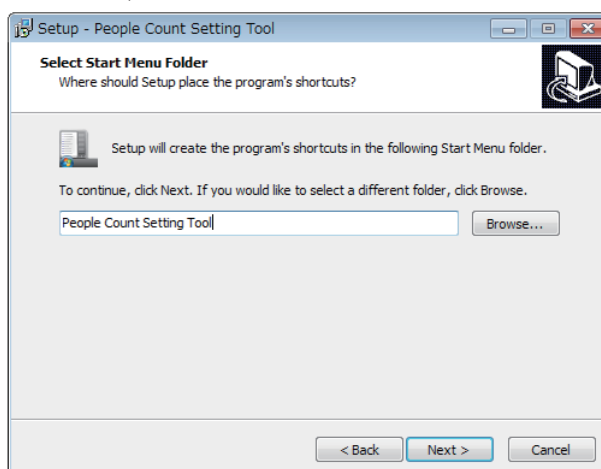 Setup - People Count Setting Tool
Select Start Menu Folder
Where should Setup place the program's shortcuts?
Setup will create the program's shortcuts in the following Start Menu folder.
To continue, click Next. If you would like to select a different folder, click Browse.
People Count Setting Tool
Browse...
< Back
Next >
Cancel